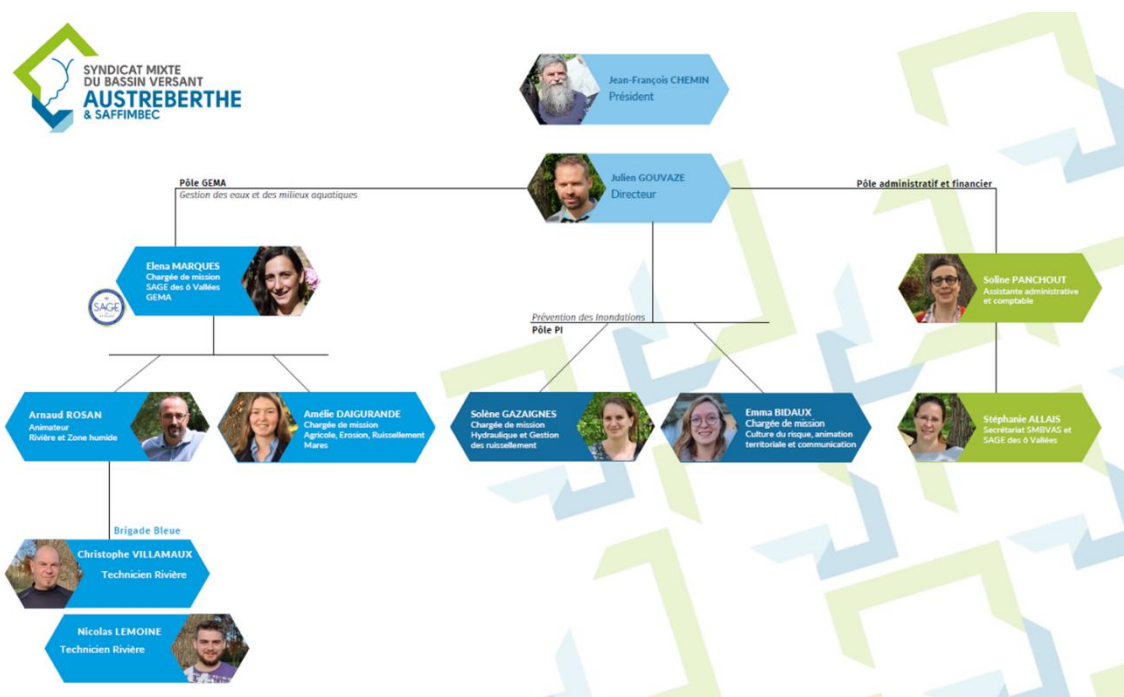 SYNDICAT MIXTE
DU BASSIN VERSANT
AUSTREBERTHE
& SAFFIMBEC
Jean-François CHEMIN
Président
Julien GOUVAZE
Directeur
Pôle GEMA
Gestion des eaux et des milieux aquatiques
Pôle administratif et financier
Elena MARQUES
Chargée de mission
SAGE des 6 Vallées
GEMA
SAGE
Soline PANCHOUT
Assistante administrative
et comptable
Prévention des Inondations
Pôle PI
Arnaud ROSAN
Animateur
Rivière et Zone humide
Amélie DAIGURANDE
Chargée de mission
Agricole, Erosion, Ruissellement
Mares
Solène GAZAIGNES
Chargée de mission
Hydraulique et Gestion
des ruissellement
Emma BIDAUX
Chargée de mission
Culture du risque, animation
territoriale et communication
Stéphanie ALLAIS
Secrétariat SMBVAS et
SAGE des 6 Vallées
Brigade Bleue
Christophe VILLAMAUX
Technicien Rivière
Nicolas LEMOINE
Technicien Rivière